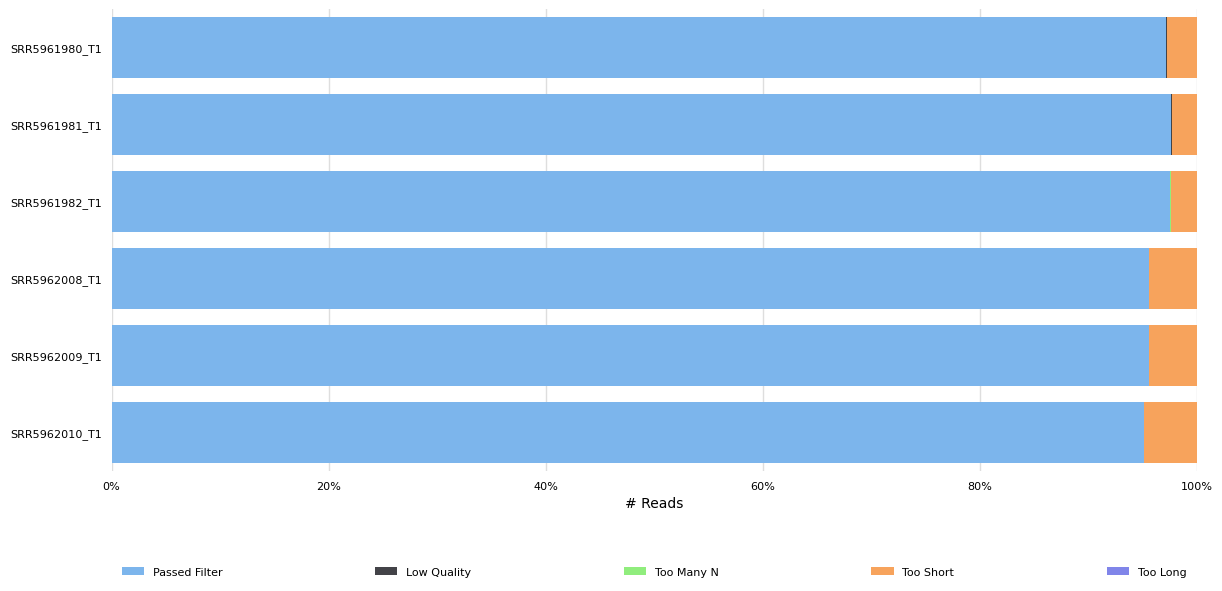 SRR5961980_T1
SRR5961981_T1
SRR5961982_T1
SRR5962008_T1
SRR5962009_T1
SRR5962010_T1
0% 20% 40% 60% 80% 100%
# Reads
Passed Filter Low Quality Too Many N Too Short Too Long